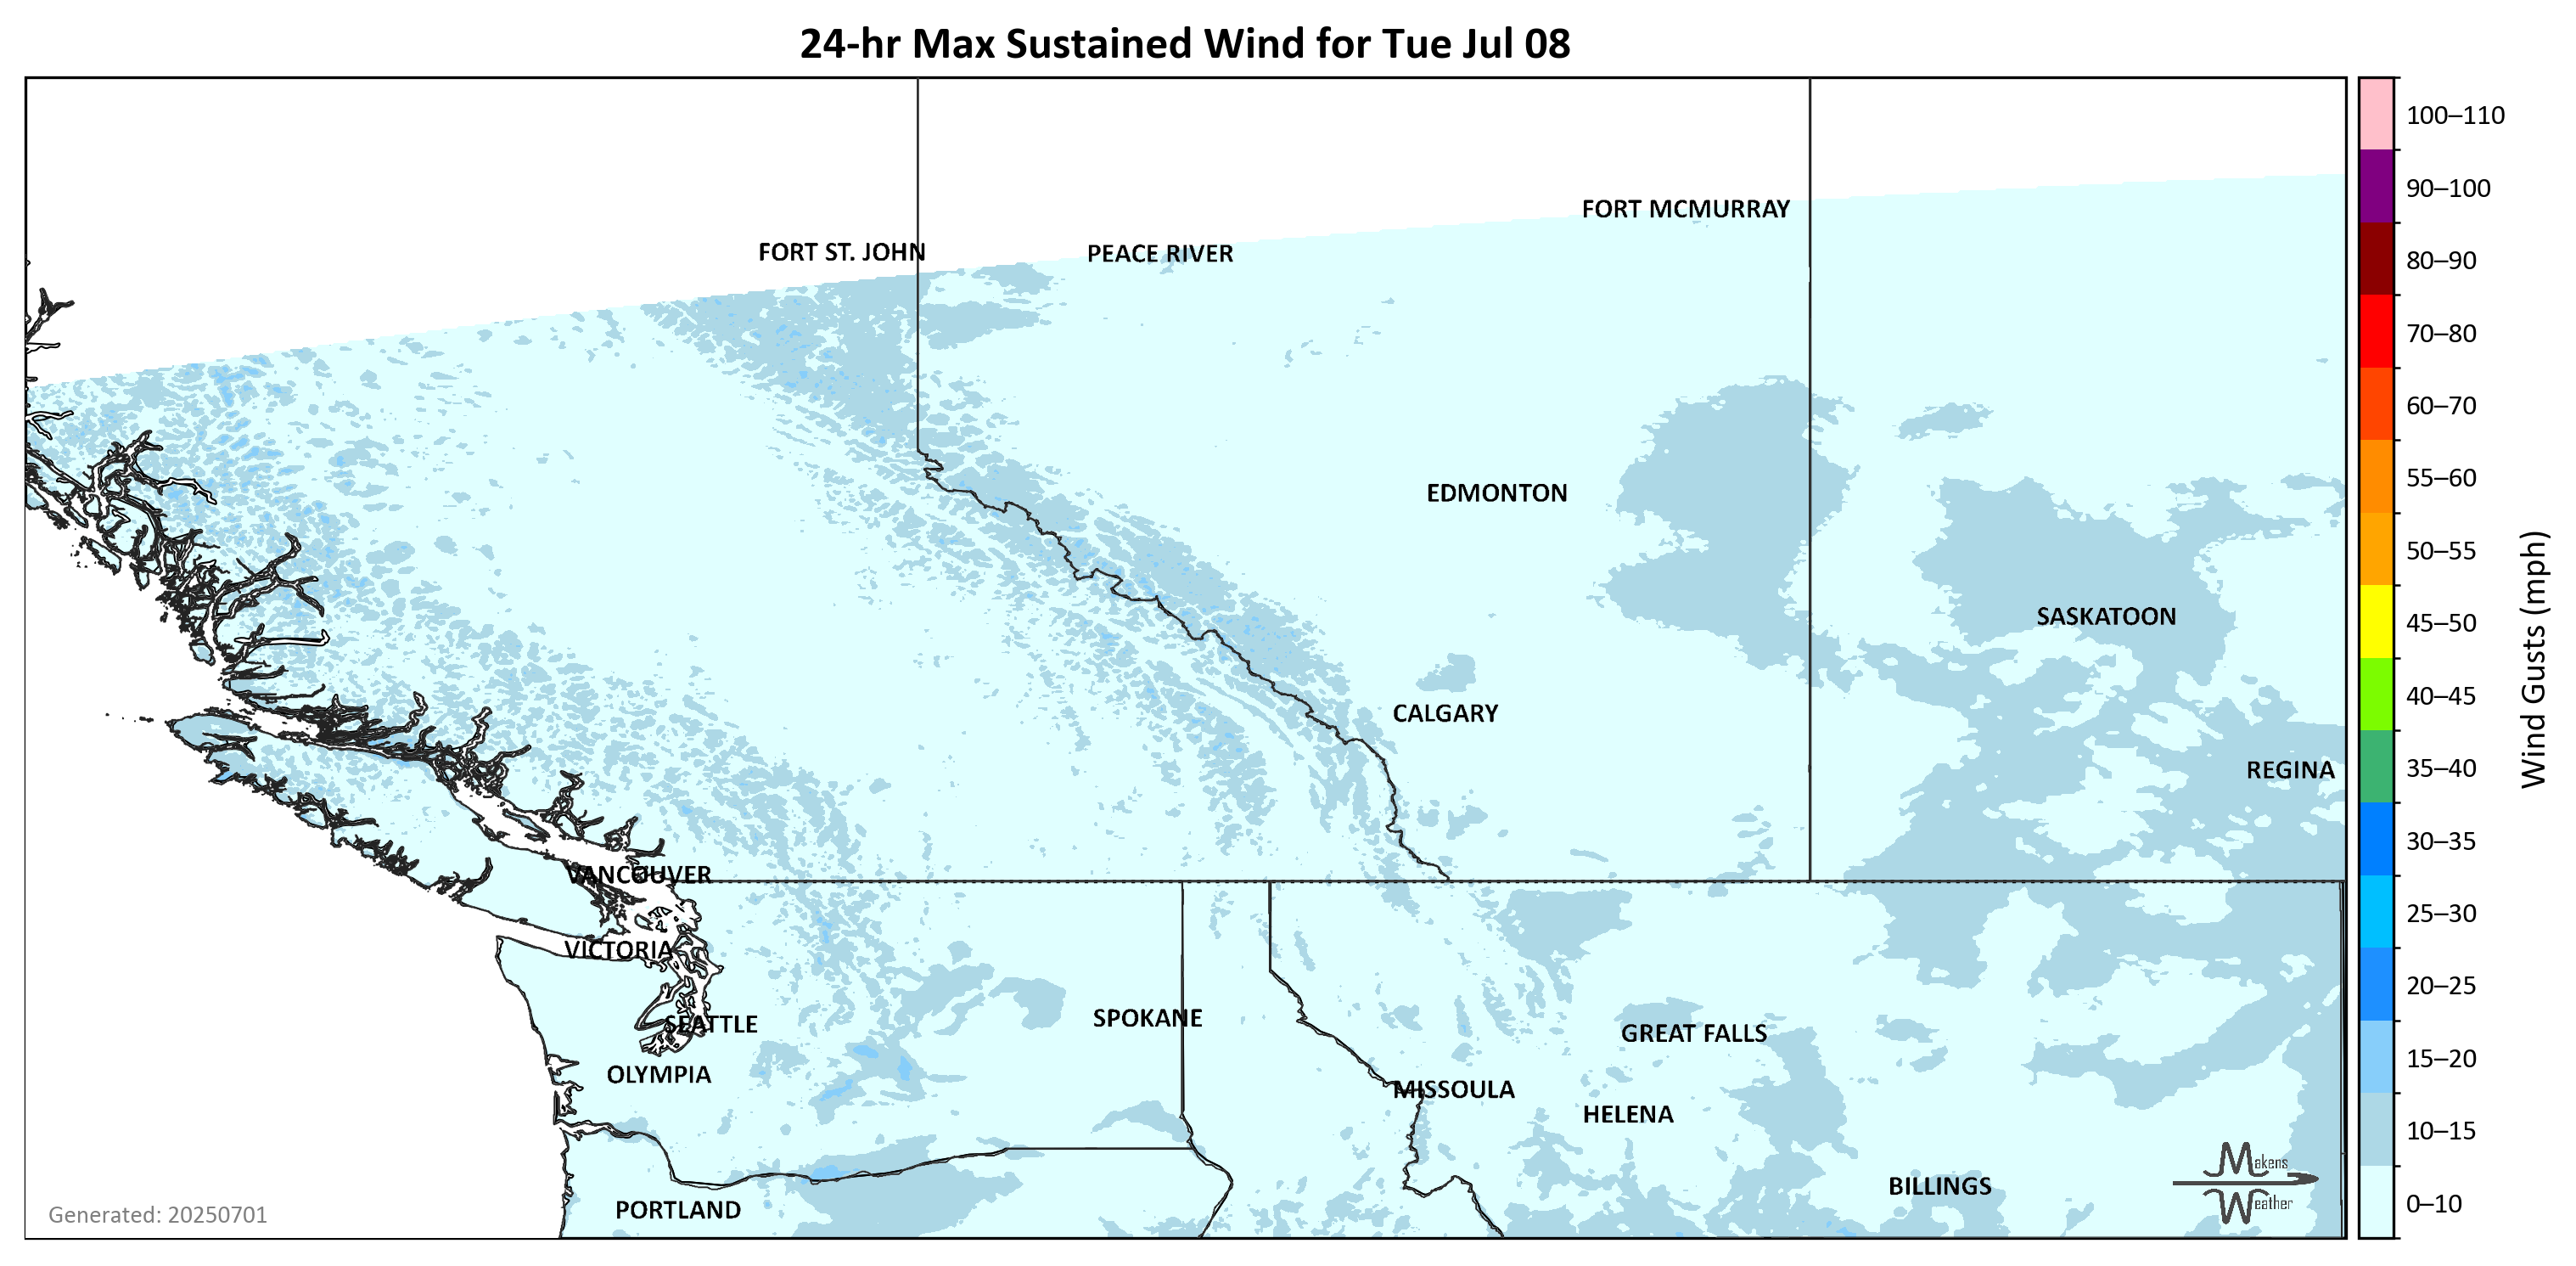 24-hr Max Sustained Wind for Tue Jul 08
100–110
90–100
80–90
70–80
60–70
55–60
50–55
45–50
40–45
35–40
30–35
25–30
20–25
15–20
10–15
0–10
Wind Gusts (mph)
FORT MCMURRAY
FORT ST. JOHN
PEACE RIVER
EDMONTON
SASKATOON
CALGARY
REGINA
VANCOUVER
VICTORIA
SPOKANE
SEATTLE
GREAT FALLS
OLYMPIA
MISSOULA
HELENA
BILLINGS
PORTLAND
Makens
Weather
Generated: 20250701